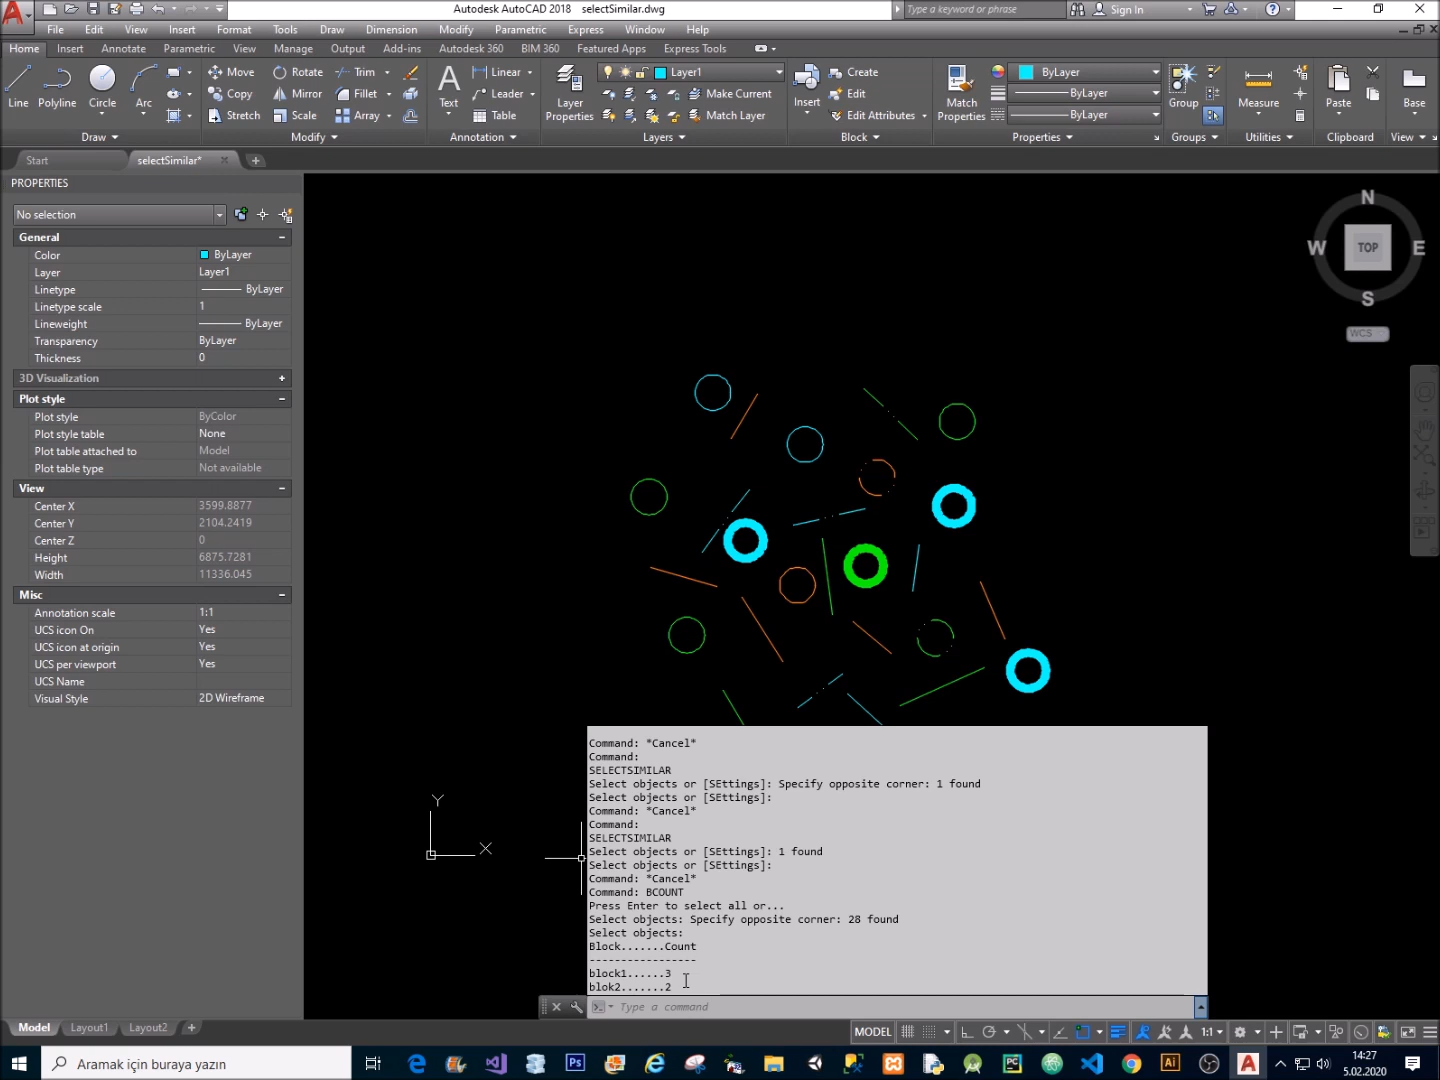 Autodesk AutoCAD 2018 selectSimilar.dwg
Type a keyword or phrase
Sign In
File Edit View Insert Format Tools Draw Dimension Modify Parametric Express Window Help
Home Insert Annotate Parametric View Manage Output Add-ins Autodesk 360 BIM 360 Featured Apps Express Tools
Line Polyline Circle Arc
Move Rotate Trim
Copy Mirror Fillet
Stretch Scale Array
Text
Linear
Leader
Table
Layer Properties
Layer1
Make Current
Match Layer
Insert
Create
Edit
Edit Attributes
Match Properties
ByLayer
ByLayer
ByLayer
Group
Measure
Paste
Base
Draw Modify Annotation Layers Block Properties Groups Utilities Clipboard View
Start selectSimilar*
PROPERTIES
No selection
General
Color ByLayer
Layer Layer1
Linetype ByLayer
Linetype scale 1
Lineweight ByLayer
Transparency ByLayer
Thickness 0
3D Visualization
Plot style
Plot style ByColor
Plot style table None
Plot table attached to Model
Plot table type Not available
View
Center X 3599.8877
Center Y 2104.2419
Center Z 0
Height 6875.7281
Width 11336.045
Misc
Annotation scale 1:1
UCS icon On Yes
UCS icon at origin Yes
UCS per viewport Yes
UCS Name
Visual Style 2D Wireframe
N
W TOP E
S
WCS
Y
X
Command: *Cancel*
Command:
SELECTSIMILAR
Select objects or [SEttings]: Specify opposite corner: 1 found
Select objects or [SEttings]:
Command: *Cancel*
Command:
SELECTSIMILAR
Select objects or [SEttings]: 1 found
Select objects or [SEttings]:
Command: *Cancel*
Command: BCOUNT
Press Enter to select all or...
Select objects: Specify opposite corner: 28 found
Select objects:
Block.......Count
-----------------
block1......3
blok2.......2
Type a command
Model Layout1 Layout2
MODEL 1:1
Aramak için buraya yazın
Ps
PC
Ai
A
14:27
5.02.2020